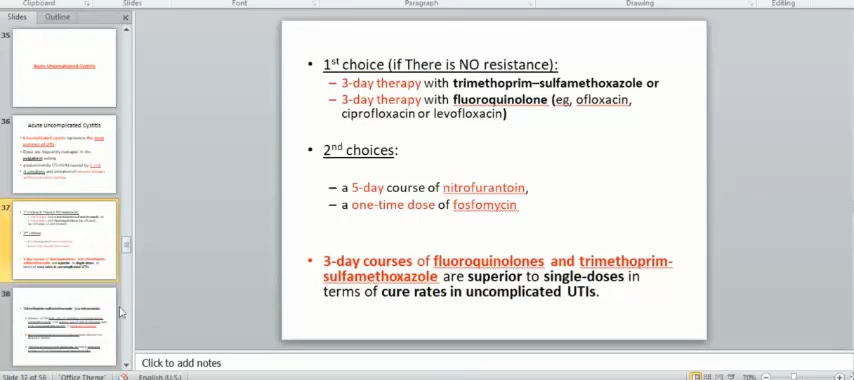 Clipboard
Slides
Font
Paragraph
Drawing
Editing
Slides Outline
35
Acute Uncomplicated Cystitis
36
Acute Uncomplicated Cystitis
37
38
• 1st choice (if There is NO resistance):
– 3-day therapy with trimethoprim–sulfamethoxazole or
– 3-day therapy with fluoroquinolone (eg, ofloxacin,
ciprofloxacin or levofloxacin)
• 2nd choices:
– a 5-day course of nitrofurantoin,
– a one-time dose of fosfomycin
• 3-day courses of fluoroquinolones and trimethoprim-
sulfamethoxazole are superior to single-doses in
terms of cure rates in uncomplicated UTIs.
Click to add notes
Slide 37 of 56 "Office Theme" English (U.S.) 70%